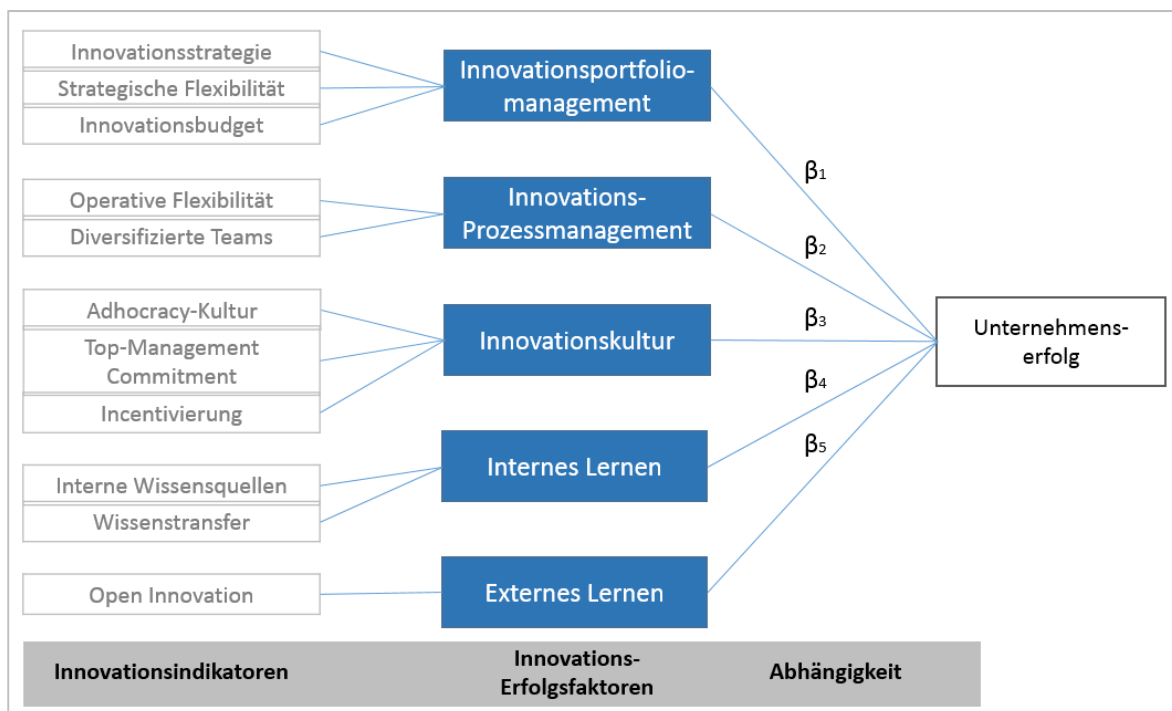 Innovationsstrategie
Strategische Flexibilität
Innovationsbudget
Innovationsportfolio-
management
Operative Flexibilität
Diversifizierte Teams
Innovations-
Prozessmanagement
Adhocracy-Kultur
Top-Management
Commitment
Incentivierung
Innovationskultur
Interne Wissensquellen
Wissenstransfer
Internes Lernen
Open Innovation
Externes Lernen
β1
β2
β3
β4
β5
Unternehmens-
erfolg
Innovationsindikatoren
Innovations-
Erfolgsfaktoren
Abhängigkeit